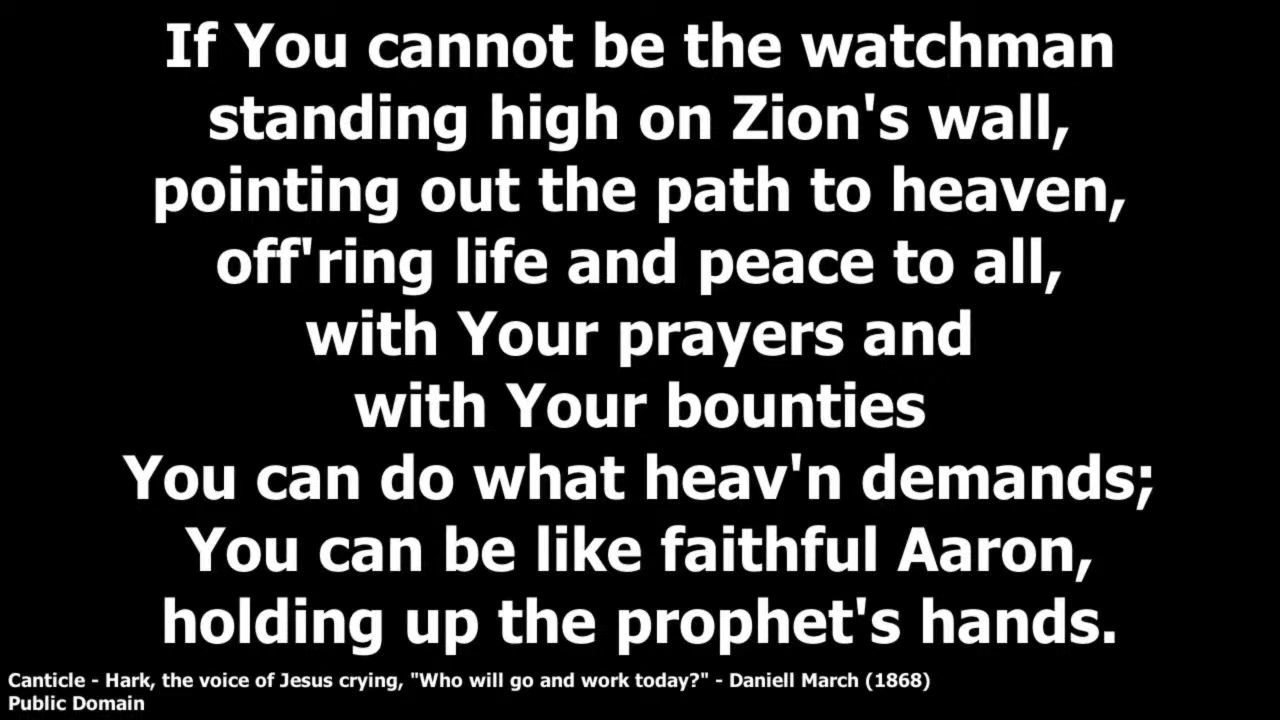 If You cannot be the watchman
standing high on Zion's wall,
pointing out the path to heaven,
off'ring life and peace to all,
with Your prayers and
with Your bounties
You can do what heav'n demands;
You can be like faithful Aaron,
holding up the prophet's hands.
Canticle - Hark, the voice of Jesus crying, "Who will go and work today?" - Daniell March (1868)
Public Domain